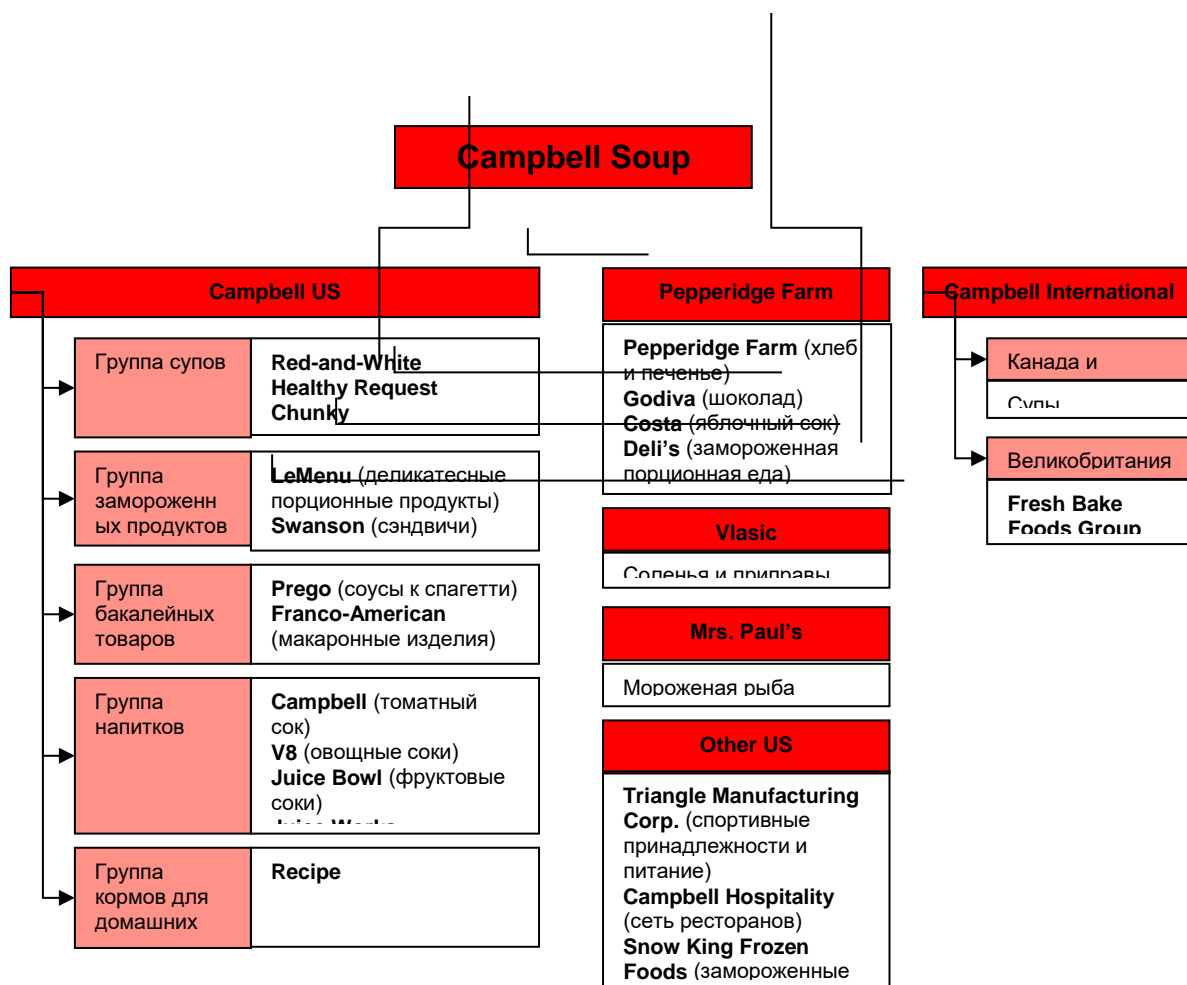 Campbell Soup
Campbell US
Группа супов
Red-and-White
Healthy Request
Chunky
Группа
замороженн
ых продуктов
LeMenu (деликатесные
порционные продукты)
Swanson (сэндвичи)
Группа
бакалейных
товаров
Prego (соусы к спагетти)
Franco-American
(макаронные изделия)
Группа
напитков
Campbell (томатный
сок)
V8 (овощные соки)
Juice Bowl (фруктовые
соки)
Juice Works
Группа
кормов для
домашних
Recipe
Pepperidge Farm
Pepperidge Farm (хлеб
и печенье)
Godiva (шоколад)
Costa (яблочный сок)
Deli’s (замороженная
порционная еда)
Vlasic
Соленья и приправы
Mrs. Paul's
Мороженая рыба
Other US
Triangle Manufacturing
Corp. (спортивные
принадлежности и
питание)
Campbell Hospitality
(сеть ресторанов)
Snow King Frozen
Foods (замороженные
Campbell International
Канада и
Супы
Великобритания
Fresh Bake
Foods Group